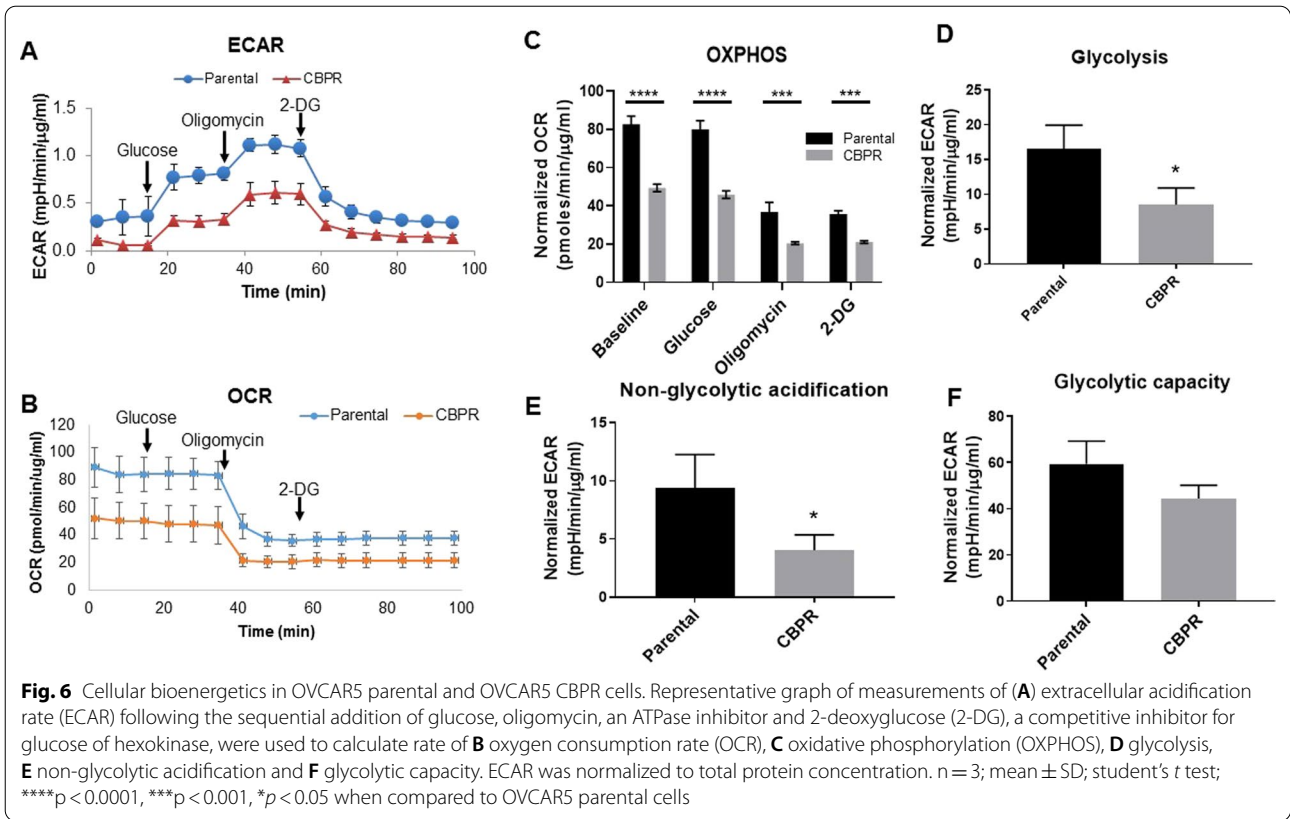 A
ECAR
Parental CBPR
ECAR (mpH/min/µg/ml)
1.5
1.0
0.5
0.0
Glucose
Oligomycin
2-DG
0 20 40 60 80 100
Time (min)
B
OCR
Parental CBPR
OCR (pmol/min/ug/ml)
120
100
80
60
40
20
0
Glucose
Oligomycin
2-DG
0 20 40 60 80 100
Time (min)
C
OXPHOS
Normalized OCR
(pmoles/min/µg/ml)
100
80
60
40
20
0
**** **** *** ***
Parental
CBPR
Baseline Glucose Oligomycin 2-DG
D
Glycolysis
Normalized ECAR
(mpH/min/µg/ml)
25
20
15
10
5
0
*
Parental CBPR
E
Non-glycolytic acidification
Normalized ECAR
(mpH/min/µg/ml)
15
10
5
0
*
Parental CBPR
F
Glycolytic capacity
Normalized ECAR
(mpH/min/µg/ml)
80
60
40
20
0
Parental CBPR
Fig. 6 Cellular bioenergetics in OVCAR5 parental and OVCAR5 CBPR cells. Representative graph of measurements of (A) extracellular acidification
rate (ECAR) following the sequential addition of glucose, oligomycin, an ATPase inhibitor and 2-deoxyglucose (2-DG), a competitive inhibitor for
glucose of hexokinase, were used to calculate rate of B oxygen consumption rate (OCR), C oxidative phosphorylation (OXPHOS), D glycolysis,
E non-glycolytic acidification and F glycolytic capacity. ECAR was normalized to total protein concentration. n = 3; mean ± SD; student's t test;
****p < 0.0001, ***p < 0.001, *p < 0.05 when compared to OVCAR5 parental cells